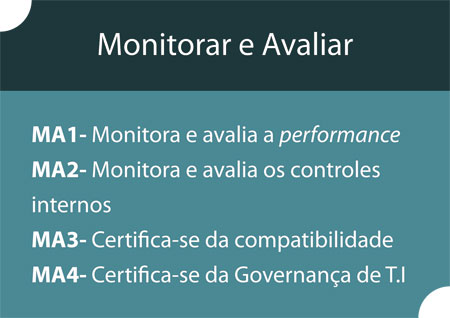 Monitorar e Avaliar
MA1- Monitora e avalia a performance
MA2- Monitora e avalia os controles
internos
MA3- Certifica-se da compatibilidade
MA4- Certifica-se da Governança de T.I